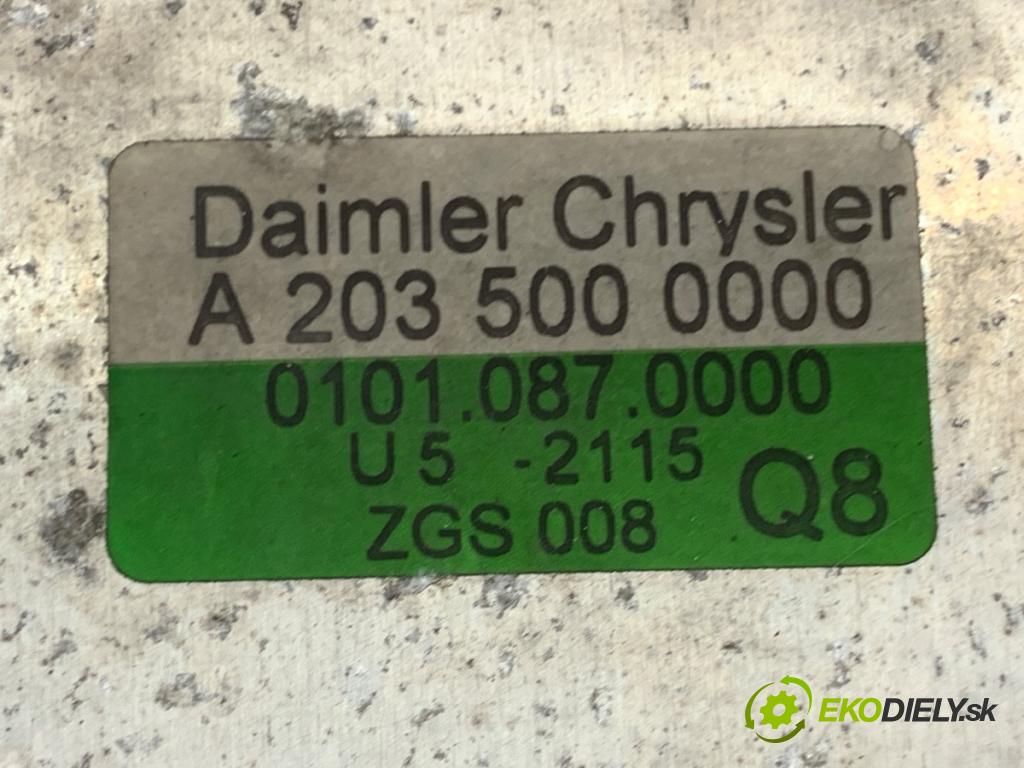 Daimler Chrysler
A 203 500 0000
0101.087.0000
U 5 -2115
ZGS 008 Q8
EKODIELY.sk